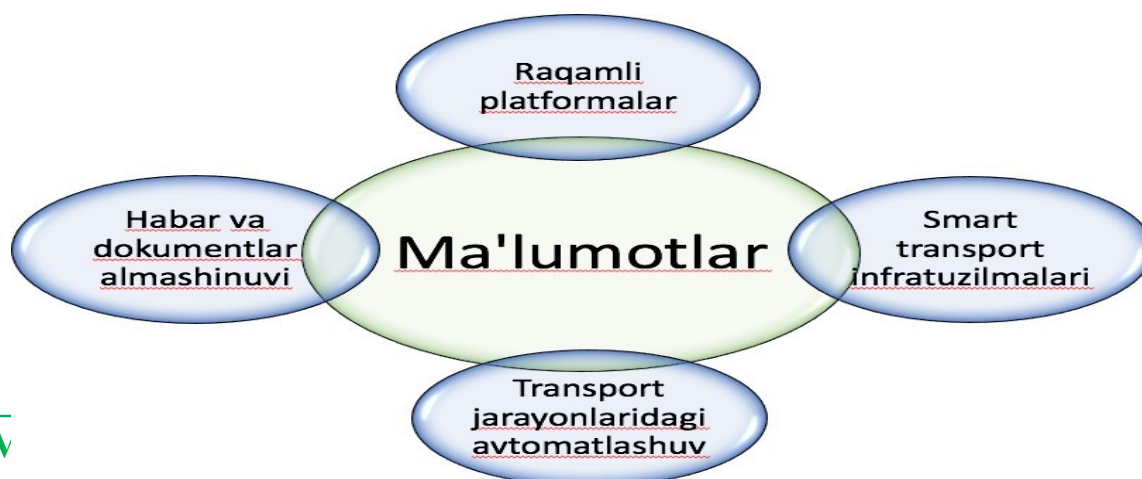 Raqamli
platformalar
Habar va
dokumentlar
almashinuvi
Ma'lumotlar
Smart
transport
infratuzilmalari
Transport
jarayonlaridagi
avtomatlashuv